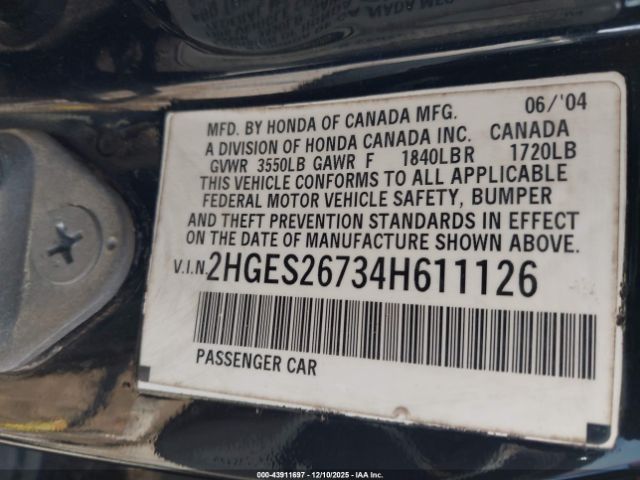 06/'04
MFD. BY HONDA OF CANADA MFG.
A DIVISION OF HONDA CANADA INC. CANADA
GVWR 3550LB GAWR F 1840LB R 1720LB
THIS VEHICLE CONFORMS TO ALL APPLICABLE
FEDERAL MOTOR VEHICLE SAFETY, BUMPER
AND THEFT PREVENTION STANDARDS IN EFFECT
ON THE DATE OF MANUFACTURE SHOWN ABOVE.
V.I.N. 2HGES26734H611126
PASSENGER CAR
000-43911697 - 12/10/2025 - IAA Inc.